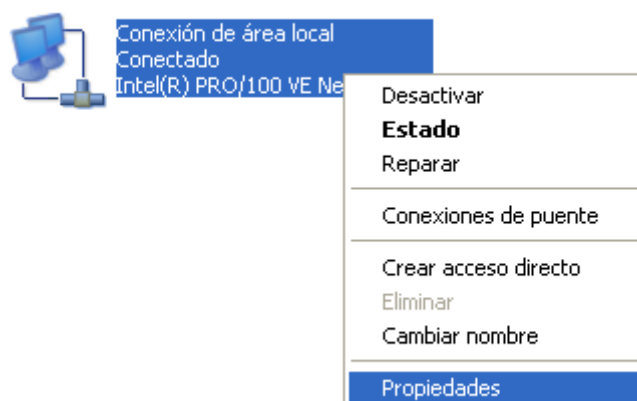 Conexión de área local
Conectado
Intel(R) PRO/100 VE Ne
Desactivar
Estado
Reparar
Conexiones de puente
Crear acceso directo
Eliminar
Cambiar nombre
Propiedades